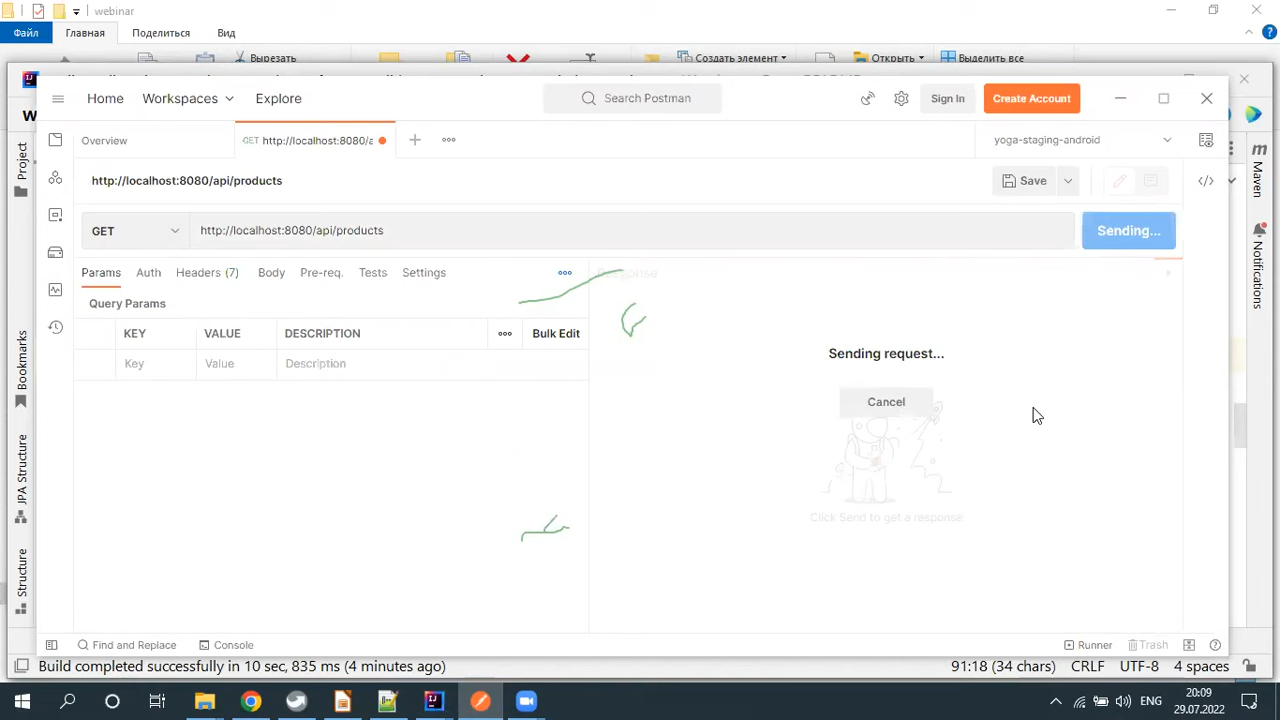 webinar
Файл Главная Поделиться Вид
Вырезать Создать элемент Открыть Выделить все
Home Workspaces Explore Search Postman Sign In Create Account
Overview GET http://localhost:8080/a yoga-staging-android
http://localhost:8080/api/products Save
GET http://localhost:8080/api/products Sending...
Params Auth Headers (7) Body Pre-req. Tests Settings Response
Query Params
KEY VALUE DESCRIPTION Bulk Edit
Key Value Description
Sending request...
Cancel
Click Send to get a response
Find and Replace Console Runner Trash
Project
Bookmarks
JPA Structure
Structure
Maven
Notifications
Build completed successfully in 10 sec, 835 ms (4 minutes ago) 91:18 (34 chars) CRLF UTF-8 4 spaces
ENG 20:09
29.07.2022